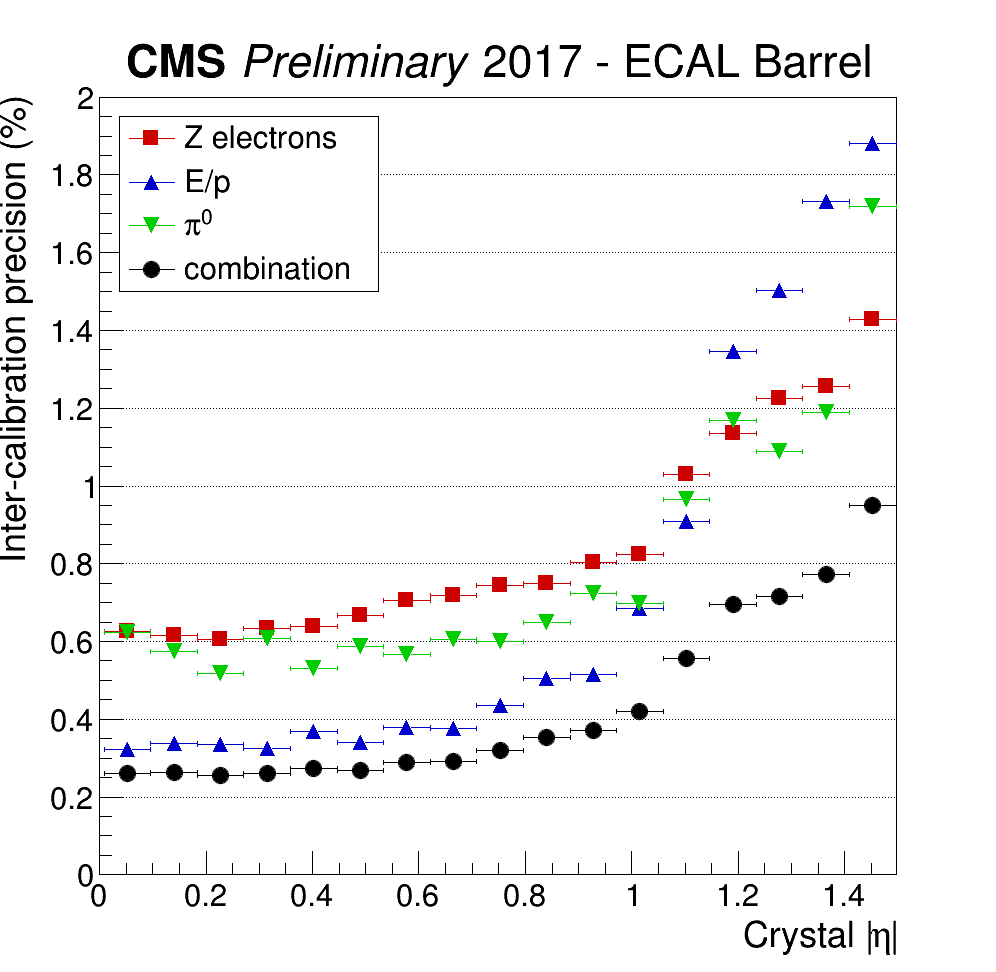 CMS Preliminary 2017 - ECAL Barrel
Inter-calibration precision (%)
2
1.8
1.6
1.4
1.2
1
0.8
0.6
0.4
0.2
0
Z electrons
E/p
π⁰
combination
0 0.2 0.4 0.6 0.8 1 1.2 1.4
Crystal |η|